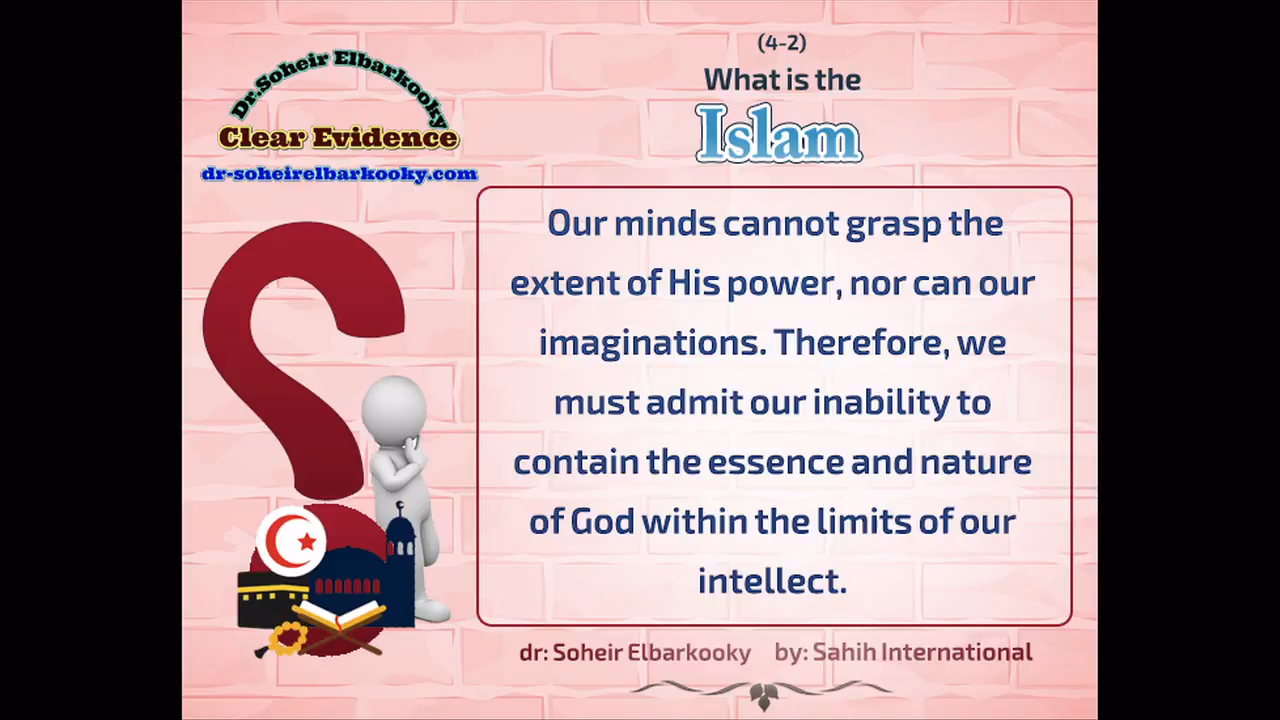 Dr.Soheir Elbarkooky
Clear Evidence
dr-soheirelbarkooky.com
(4-2)
What is the
Islam
Our minds cannot grasp the
extent of His power, nor can our
imaginations. Therefore, we
must admit our inability to
contain the essence and nature
of God within the limits of our
intellect.
dr: Soheir Elbarkooky by: Sahih International